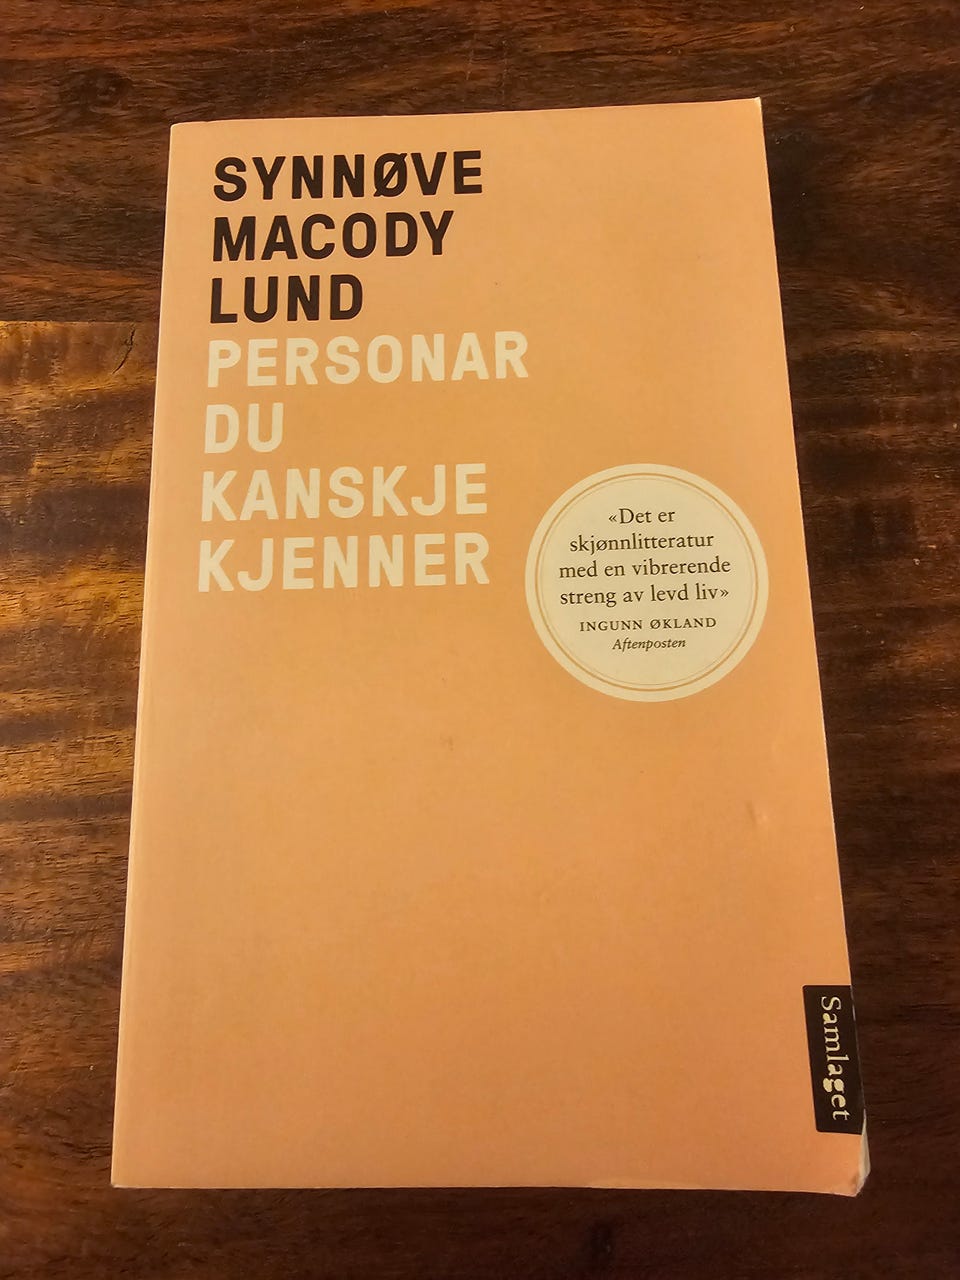 SYNNØVE
MACODY
LUND
PERSONAR
DU
KANSKJE
KJENNER
«Det er
skjønnlitteratur
med en vibrerende
streng av levd liv»
INGUNN ØKLAND
Aftenposten
Samlaget